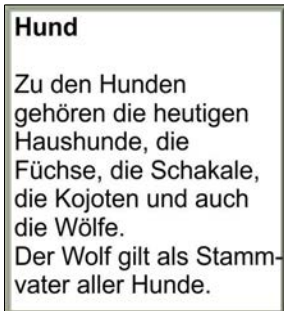 Hund
Zu den Hunden
gehören die heutigen
Haushunde, die
Füchse, die Schakale,
die Kojoten und auch
die Wölfe.
Der Wolf gilt als Stamm-
vater aller Hunde.